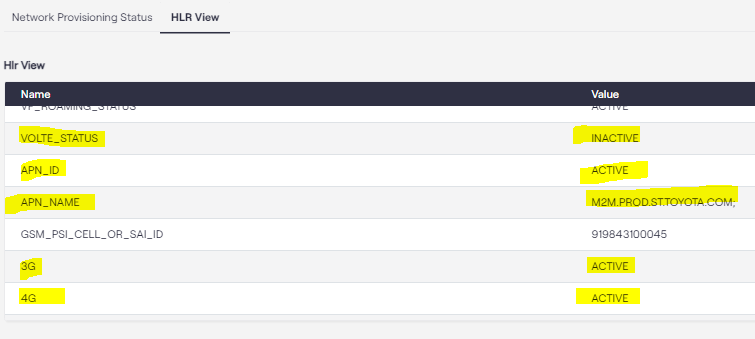 Network Provisioning Status HLR View
Hlr View
Name Value
VP_ROAMING_STATUS ACTIVE
VOLTE_STATUS INACTIVE
APN_ID ACTIVE
APN_NAME M2M.PROD.ST.TOYOTA.COM;
GSM_PSI_CELL_OR_SAI_ID 919843100045
3G ACTIVE
4G ACTIVE